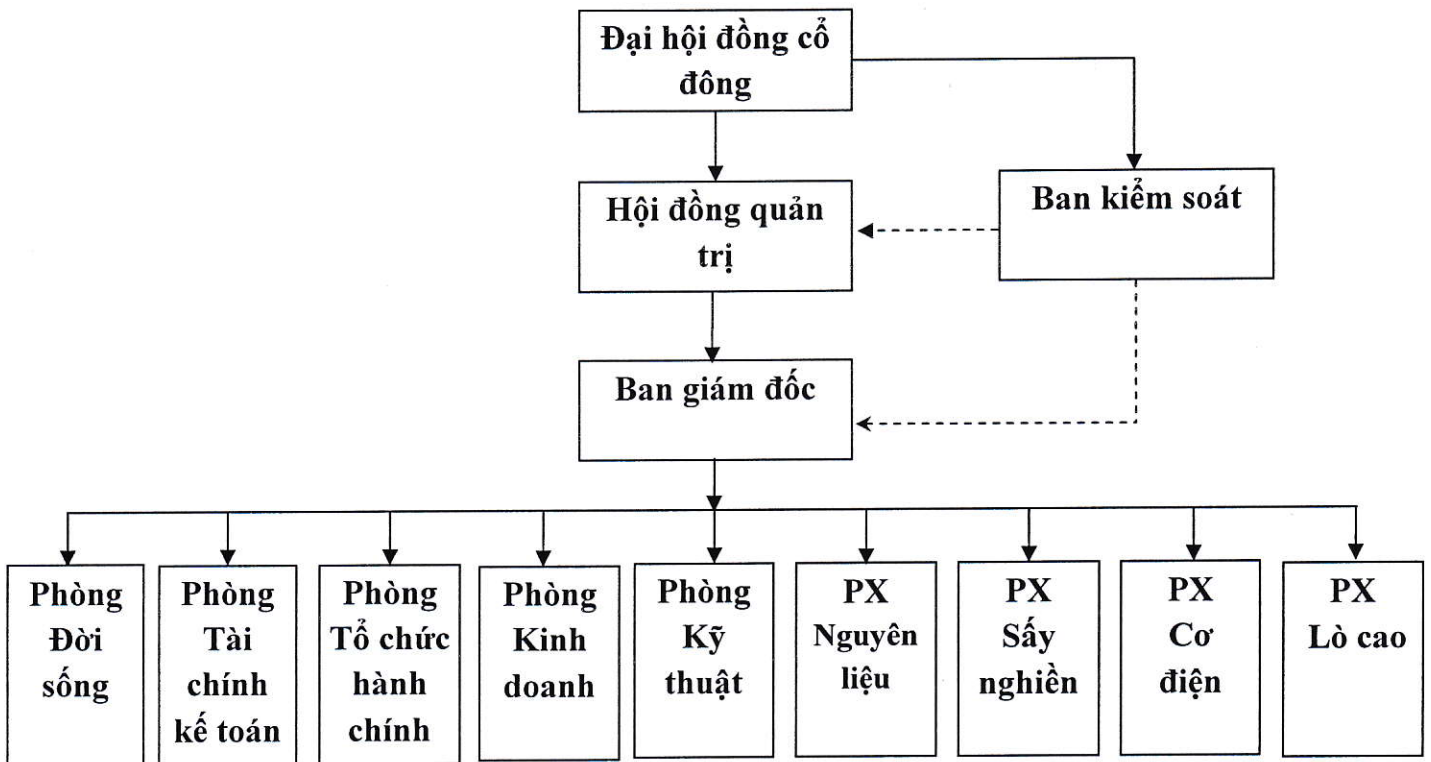 Đại hội đồng cổ
đông
Hội đồng quản
trị
Ban kiểm soát
Ban giám đốc
Phòng
Đời
sống
Phòng
Tài
chính
kế toán
Phòng
Tổ chức
hành
chính
Phòng
Kinh
doanh
Phòng
Kỹ
thuật
PX
Nguyên
liệu
PX
Sấy
nghiền
PX
Cơ
điện
PX
Lò cao